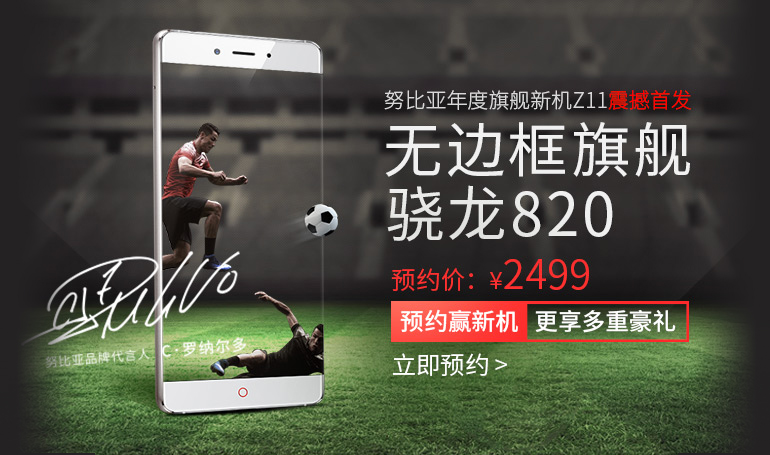 努比亚年度旗舰新机Z11震撼首发
无边框旗舰
骁龙820
预约价：¥2499
预约赢新机 更享多重豪礼
立即预约 >
努比亚品牌代言人 C·罗纳尔多